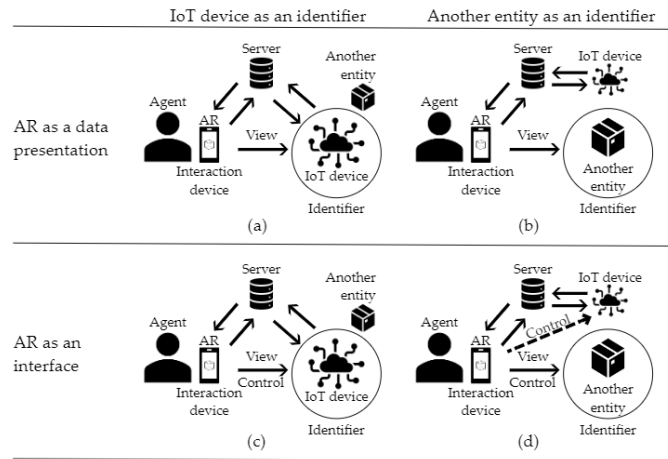 IoT device as an identifier
Another entity as an identifier
AR as a data
presentation
Server
Another
entity
Agent
AR
View
Interaction
device
IoT device
Identifier
(a)
Server
IoT device
Agent
AR
View
Interaction
device
Another
entity
Identifier
(b)
AR as an
interface
Server
Another
entity
Agent
AR
View
Control
Interaction
device
IoT device
Identifier
(c)
Server
IoT device
Control
Agent
AR
View
Control
Interaction
device
Another
entity
Identifier
(d)